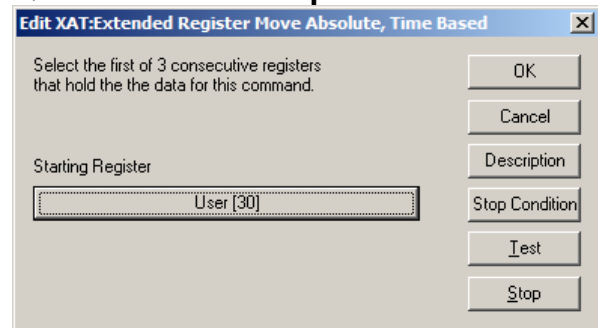 Edit XAT:Extended Register Move Absolute, Time Based
Select the first of 3 consecutive registers
that hold the the data for this command.
OK
Cancel
Starting Register
Description
User [30]
Stop Condition
Test
Stop